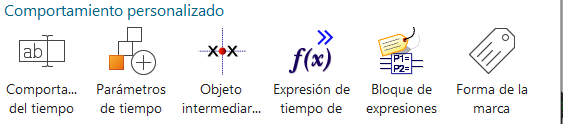 Comportamiento personalizado
ab
f(x)
P1=
P2=
Comporta... Parámetros Objeto Expresión de Bloque de Forma de la
del tiempo de tiempo intermediar... tiempo de expresiones marca